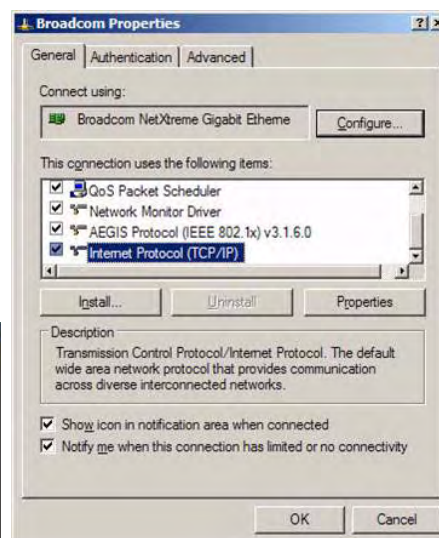 Broadcom Properties
General Authentication Advanced
Connect using:
Broadcom NetXtreme Gigabit Etherne Configure...
This connection uses the following items:
QoS Packet Scheduler
Network Monitor Driver
AEGIS Protocol (IEEE 802.1x) v3.1.6.0
Internet Protocol (TCP/IP)
Install... Uninstall Properties
Description
Transmission Control Protocol/Internet Protocol. The default
wide area network protocol that provides communication
across diverse interconnected networks.
Show icon in notification area when connected
Notify me when this connection has limited or no connectivity
OK Cancel